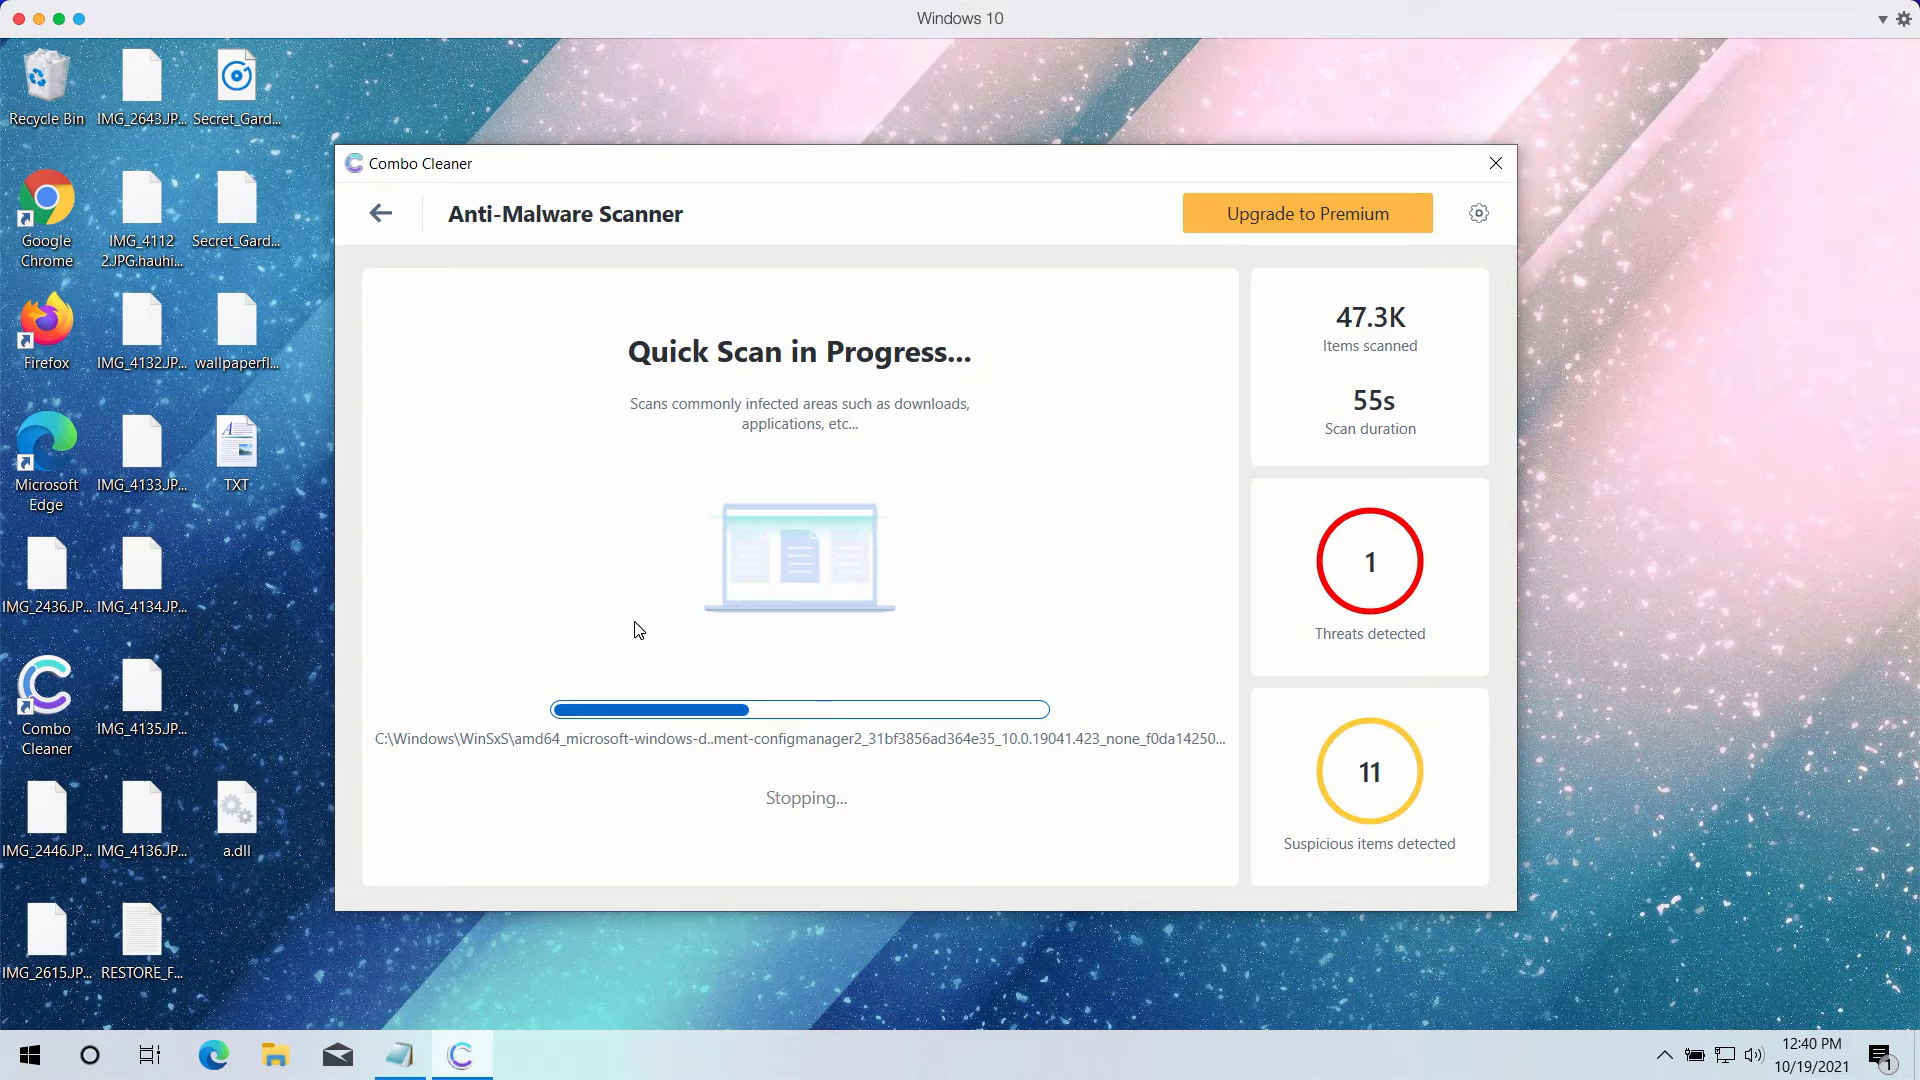 Windows 10
Recycle Bin
IMG_2643.JP...
Secret_Gard...
Google
Chrome
IMG_4112
2.JPG.hauhi...
Secret_Gard...
Firefox
IMG_4132.JP...
wallpaperfl...
Microsoft
Edge
IMG_4133.JP...
TXT
IMG_2436.JP...
IMG_4134.JP...
Combo
Cleaner
IMG_4135.JP...
IMG_2446.JP...
IMG_4136.JP...
a.dll
IMG_2615.JP...
RESTORE_F...
Combo Cleaner
Anti-Malware Scanner
Upgrade to Premium
Quick Scan in Progress...
Scans commonly infected areas such as downloads,
applications, etc...
C:\Windows\WinSxS\amd64_microsoft-windows-d..ment-configmanager2_31bf3856ad364e35_10.0.19041.423_none_f0da14250...
Stopping...
47.3K
Items scanned
55s
Scan duration
1
Threats detected
11
Suspicious items detected
12:40 PM
10/19/2021
1